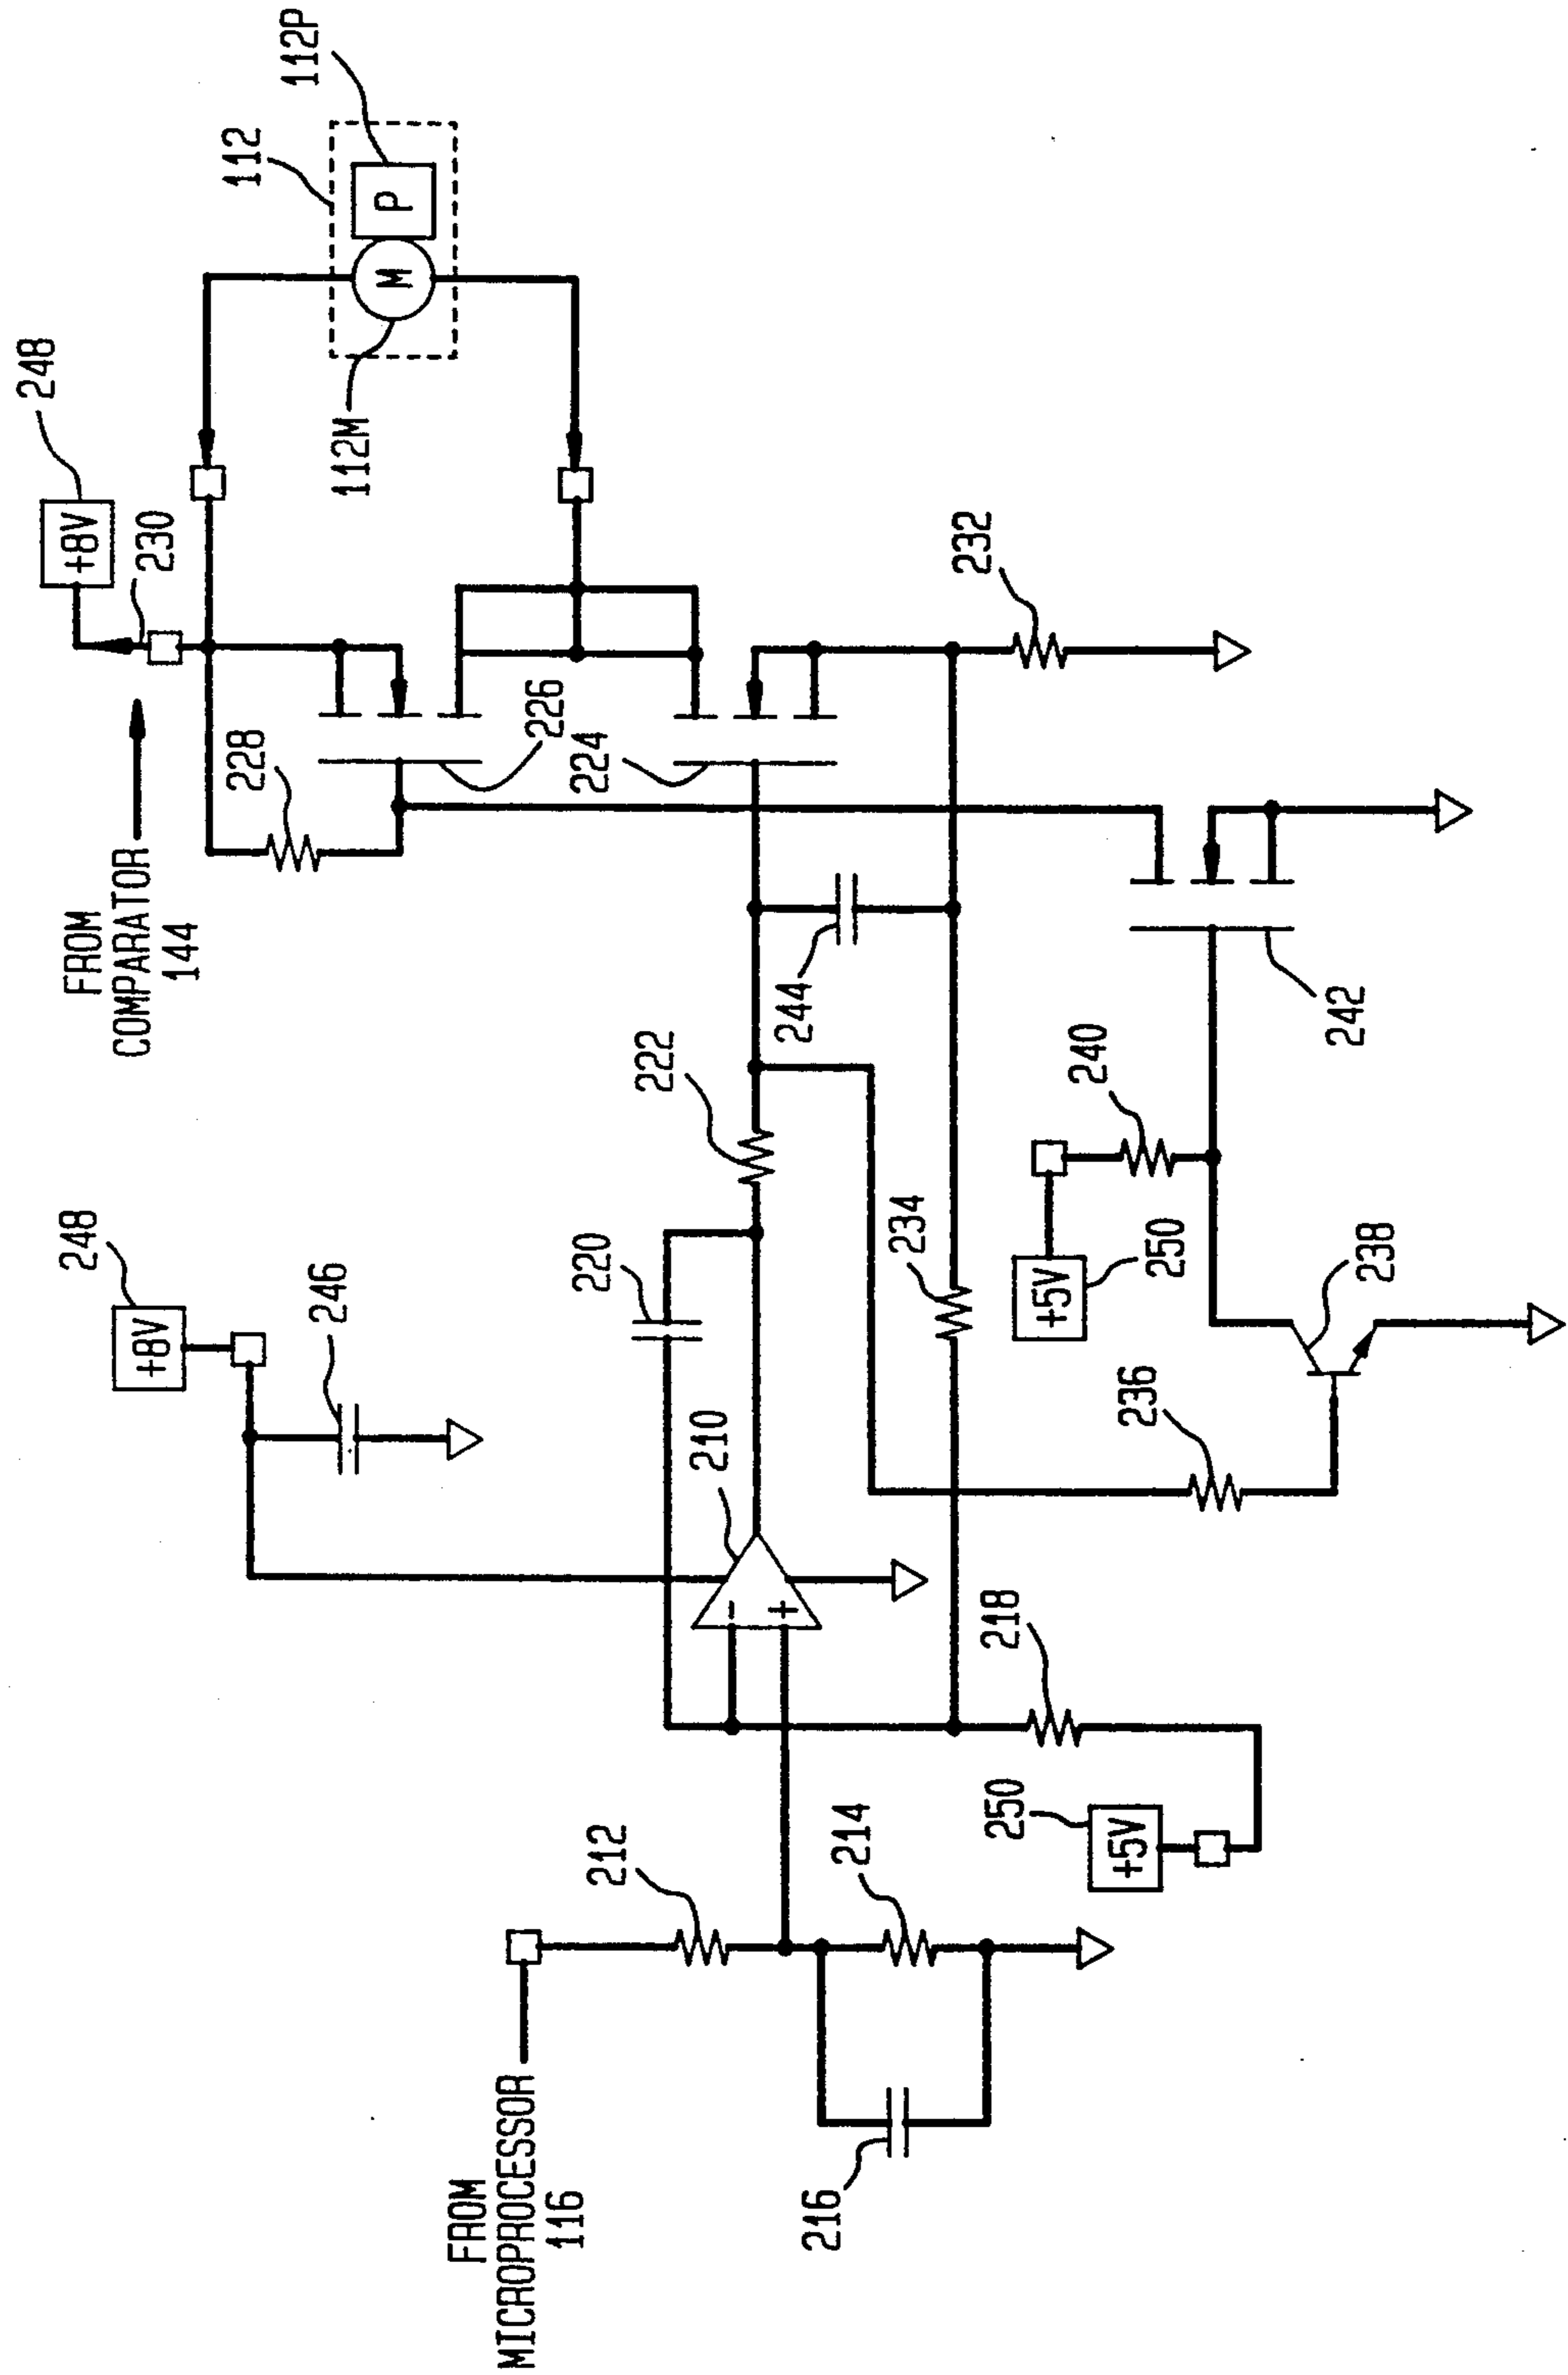 FROM
MICROPROCESSOR
116
212
214
216
250
+5V
218
210
+8V
248
246
220
222
234
236
238
+5V
250
240
242
244
FROM
COMPARATOR
144
228
230
+8V
248
226
224
232
112
112P
112M
M
P
-
+